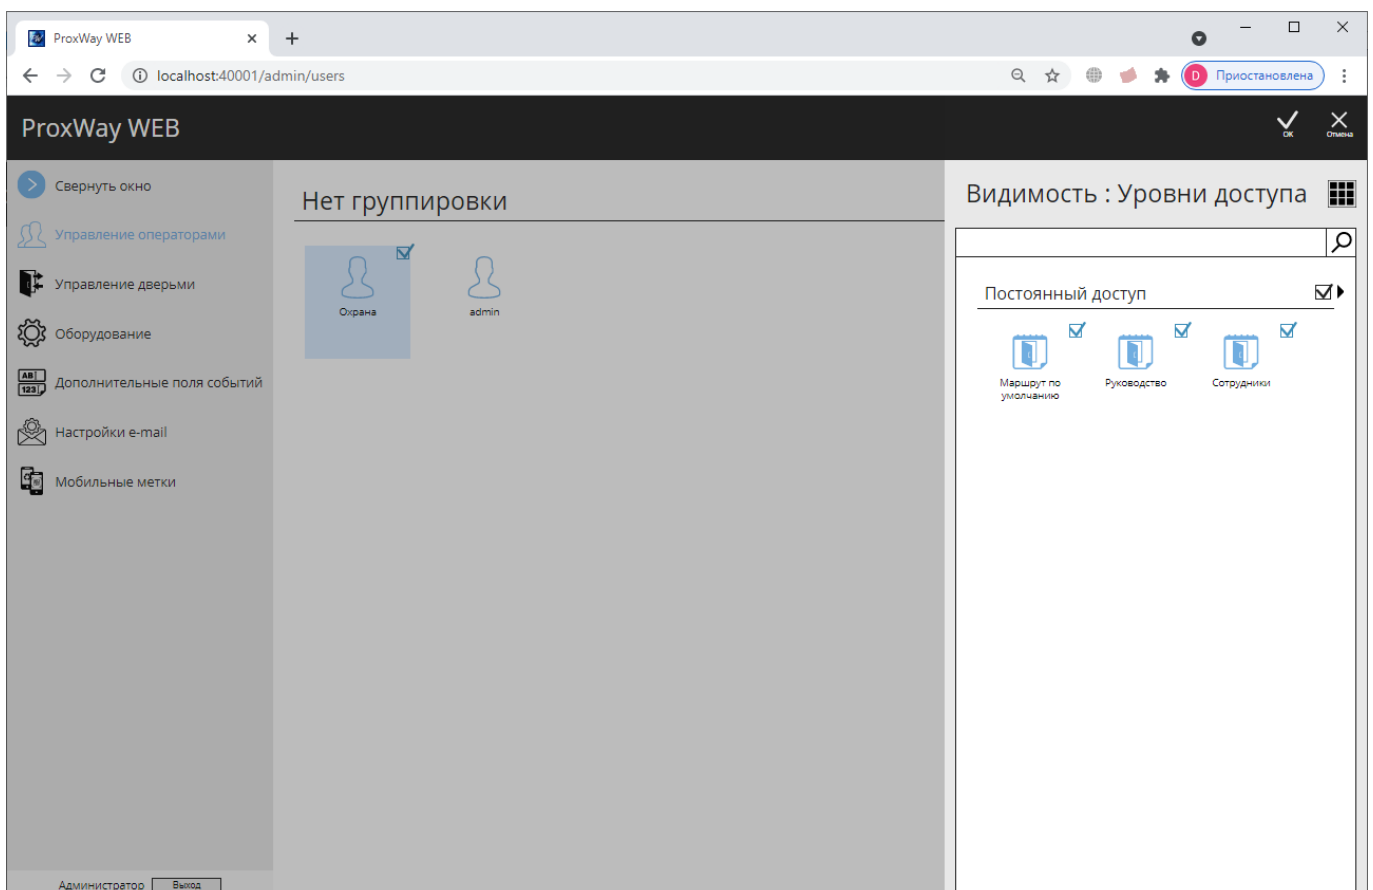 ProxWay WEB
localhost:40001/admin/users
D
Приостановлена
ProxWay WEB
OK
Отмена
Свернуть окно
Управление операторами
Управление дверьми
Оборудование
AB
123
Дополнительные поля событий
Настройки e-mail
Мобильные метки
Администратор
Выход
Нет группировки
Охрана
admin
Видимость : Уровни доступа
Постоянный доступ
Маршрут по
умолчанию
Руководство
Сотрудники